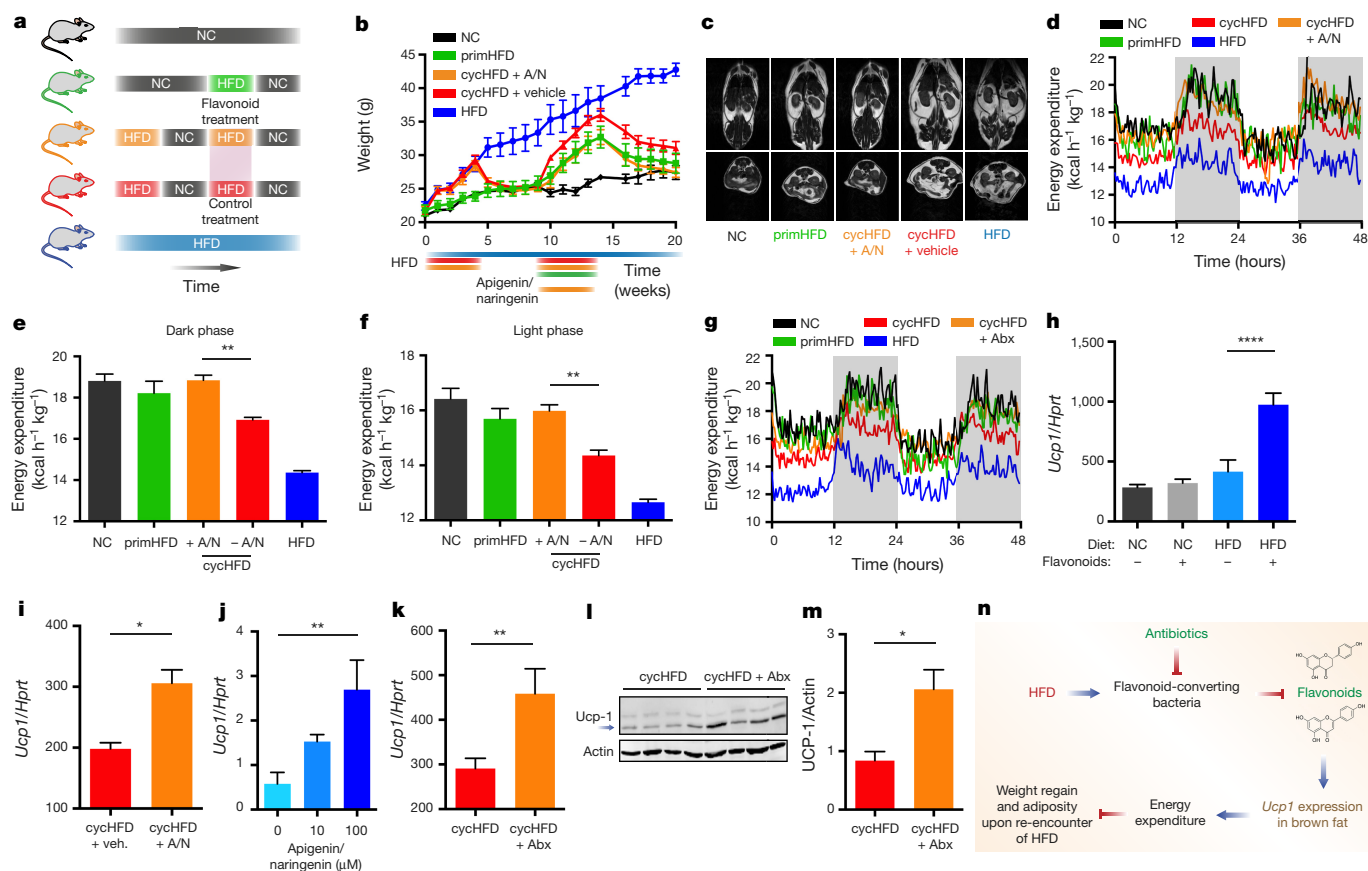 a
NC
NC
HFD
NC
Flavonoid
treatment
HFD
NC
HFD
NC
HFD
NC
HFD
NC
Control
treatment
HFD
Time
b
NC
primHFD
cycHFD + A/N
cycHFD + vehicle
HFD
Weight (g)
45
40
35
30
25
20
0
5
10
15
20
HFD
Apigenin/
naringenin
Time
(weeks)
c
NC
primHFD
cycHFD
+ A/N
cycHFD
+ vehicle
HFD
d
NC
cycHFD
cycHFD
+ A/N
primHFD
HFD
Energy expenditure
(kcal h⁻¹ kg⁻¹)
22
20
18
16
14
12
10
0
12
24
36
48
Time (hours)
e
Dark phase
**
Energy expenditure
(kcal h⁻¹ kg⁻¹)
20
18
16
14
12
NC
primHFD
+ A/N
– A/N
HFD
cycHFD
f
Light phase
**
Energy expenditure
(kcal h⁻¹ kg⁻¹)
18
16
14
12
NC
primHFD
+ A/N
– A/N
HFD
cycHFD
g
NC
cycHFD
cycHFD
+ Abx
primHFD
HFD
Energy expenditure
(kcal h⁻¹ kg⁻¹)
22
20
18
16
14
12
10
0
12
24
36
48
Time (hours)
h
****
Ucp1/Hprt
1,500
1,000
500
0
Diet: NC NC HFD HFD
Flavonoids: – + – +
i
*
Ucp1/Hprt
400
300
200
100
cycHFD
+ veh.
cycHFD
+ A/N
j
**
Ucp1/Hprt
4
3
2
1
0
0
10
100
Apigenin/
naringenin (μM)
k
**
Ucp1/Hprt
600
500
400
300
200
cycHFD
cycHFD
+ Abx
l
cycHFD
cycHFD + Abx
Ucp-1
Actin
m
*
UCP-1/Actin
3
2
1
0
cycHFD
cycHFD
+ Abx
n
Antibiotics
HFD
Flavonoid-converting
bacteria
Flavonoids
HO
O
OH
OH
O
HO
O
OH
OH
O
Weight regain
and adiposity
upon re-encounter
of HFD
Energy
expenditure
Ucp1 expression
in brown fat